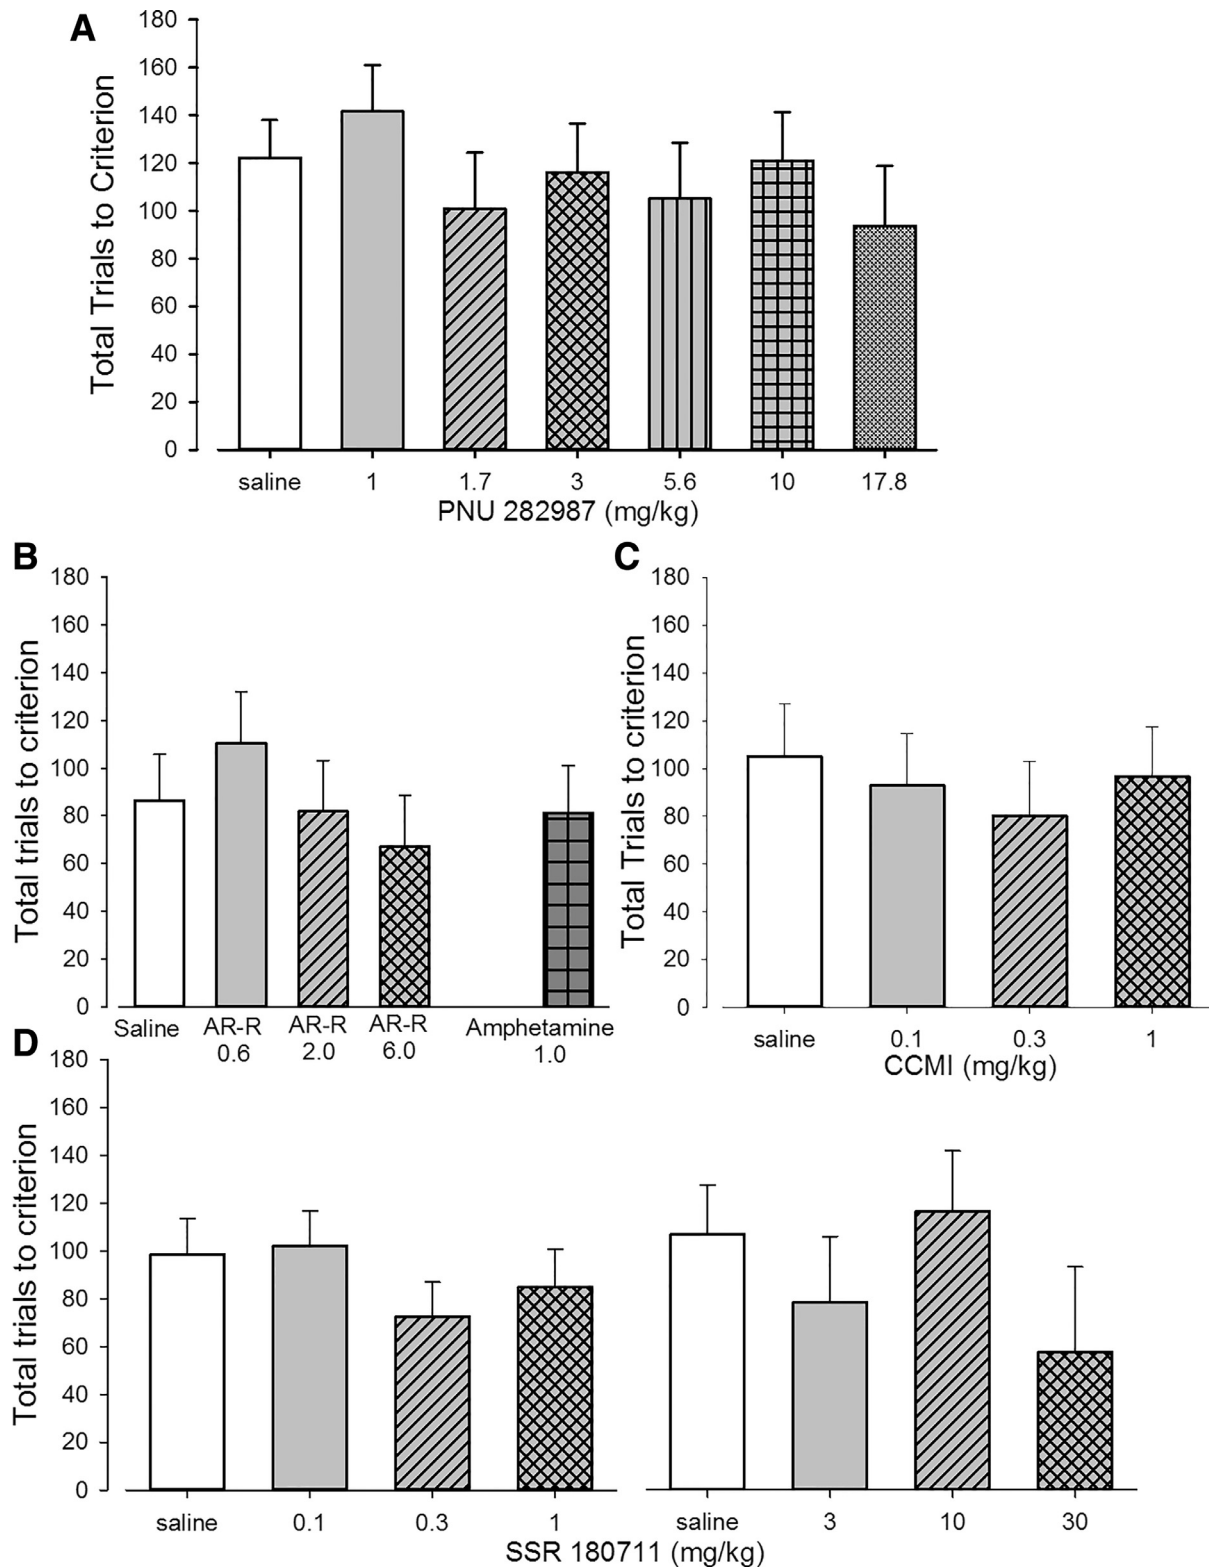 A
Total Trials to Criterion
180
160
140
120
100
80
60
40
20
0
saline 1 1.7 3 5.6 10 17.8
PNU 282987 (mg/kg)
B
Total trials to criterion
180
160
140
120
100
80
60
40
20
0
Saline AR-R AR-R AR-R Amphetamine
0.6 2.0 6.0 1.0
C
Total Trials to criterion
180
160
140
120
100
80
60
40
20
0
saline 0.1 0.3 1
CCMI (mg/kg)
D
Total trials to criterion
180
160
140
120
100
80
60
40
20
0
saline 0.1 0.3 1 saline 3 10 30
SSR 180711 (mg/kg)